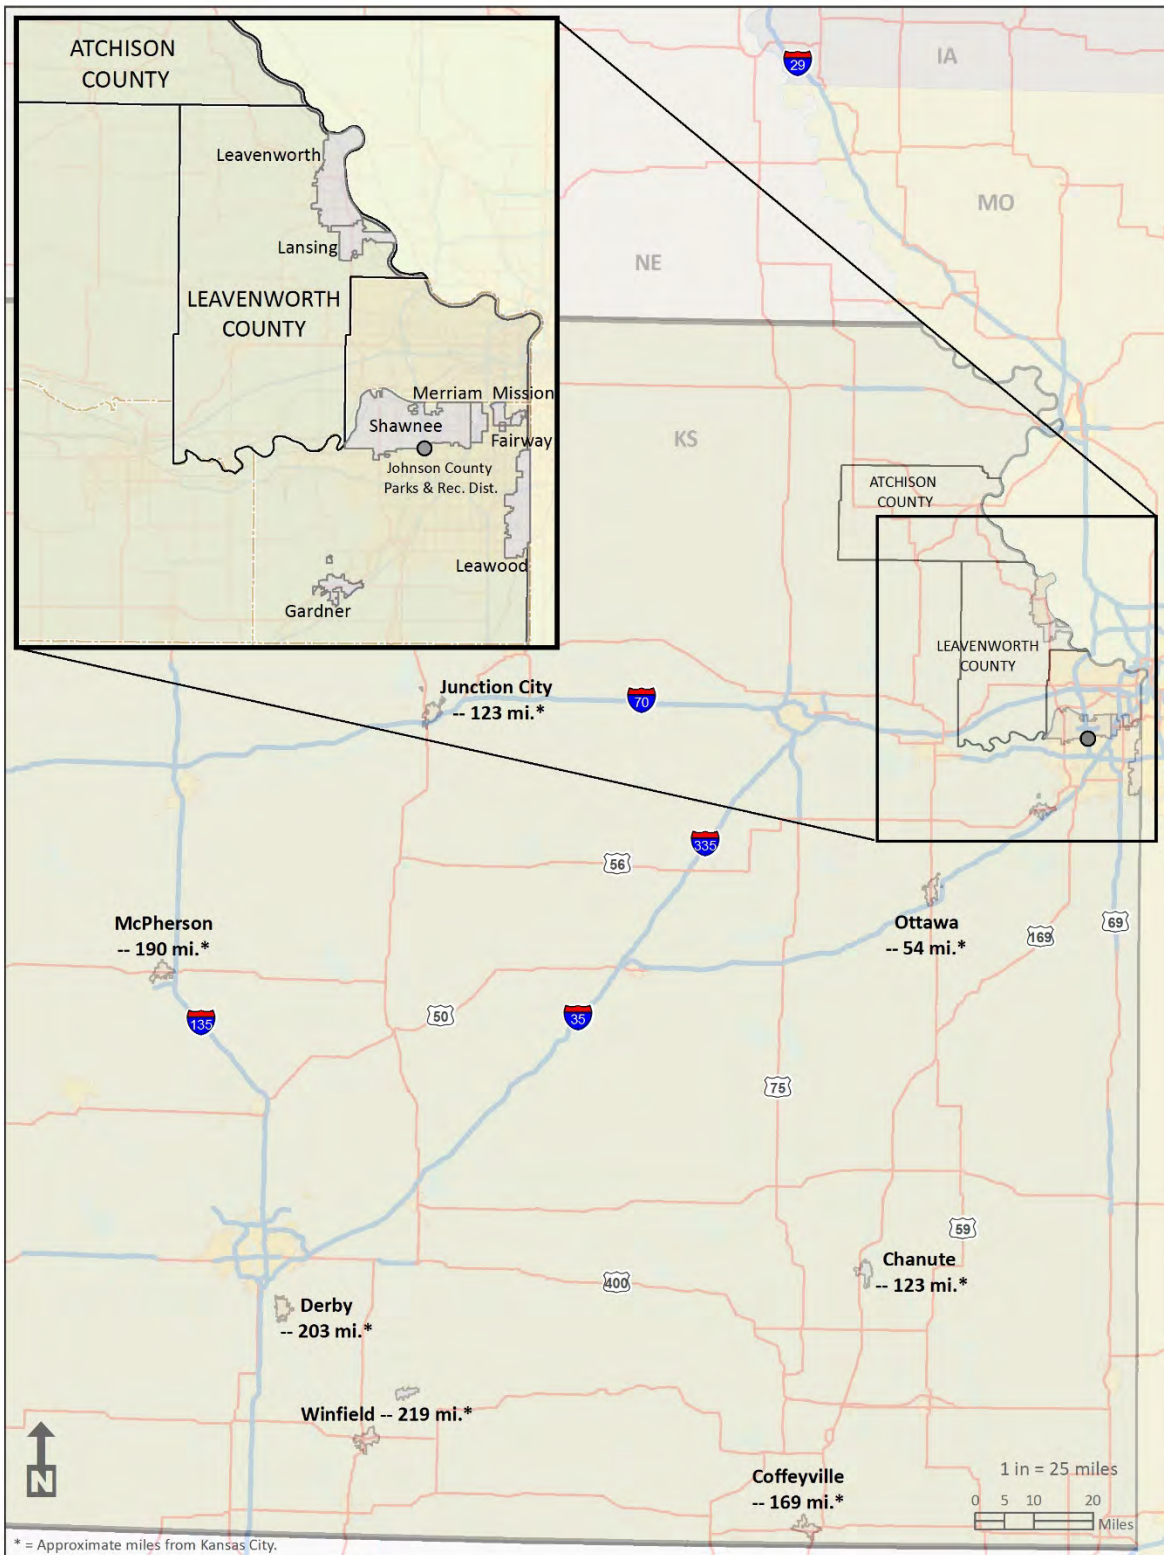 ATCHISON
COUNTY
Leavenworth
Lansing
LEAVENWORTH
COUNTY
Merriam
Mission
Shawnee
Fairway
Johnson County
Parks & Rec. Dist.
Leawood
Gardner
29
IA
MO
NE
KS
ATCHISON
COUNTY
LEAVENWORTH
COUNTY
Junction City
-- 123 mi.*
70
335
56
McPherson
-- 190 mi.*
Ottawa
-- 54 mi.*
169
69
135
50
35
75
59
Chanute
-- 123 mi.*
400
Derby
-- 203 mi.*
Winfield -- 219 mi.*
N
Coffeyville
-- 169 mi.*
1 in = 25 miles
0 5 10 20
Miles
* = Approximate miles from Kansas City.